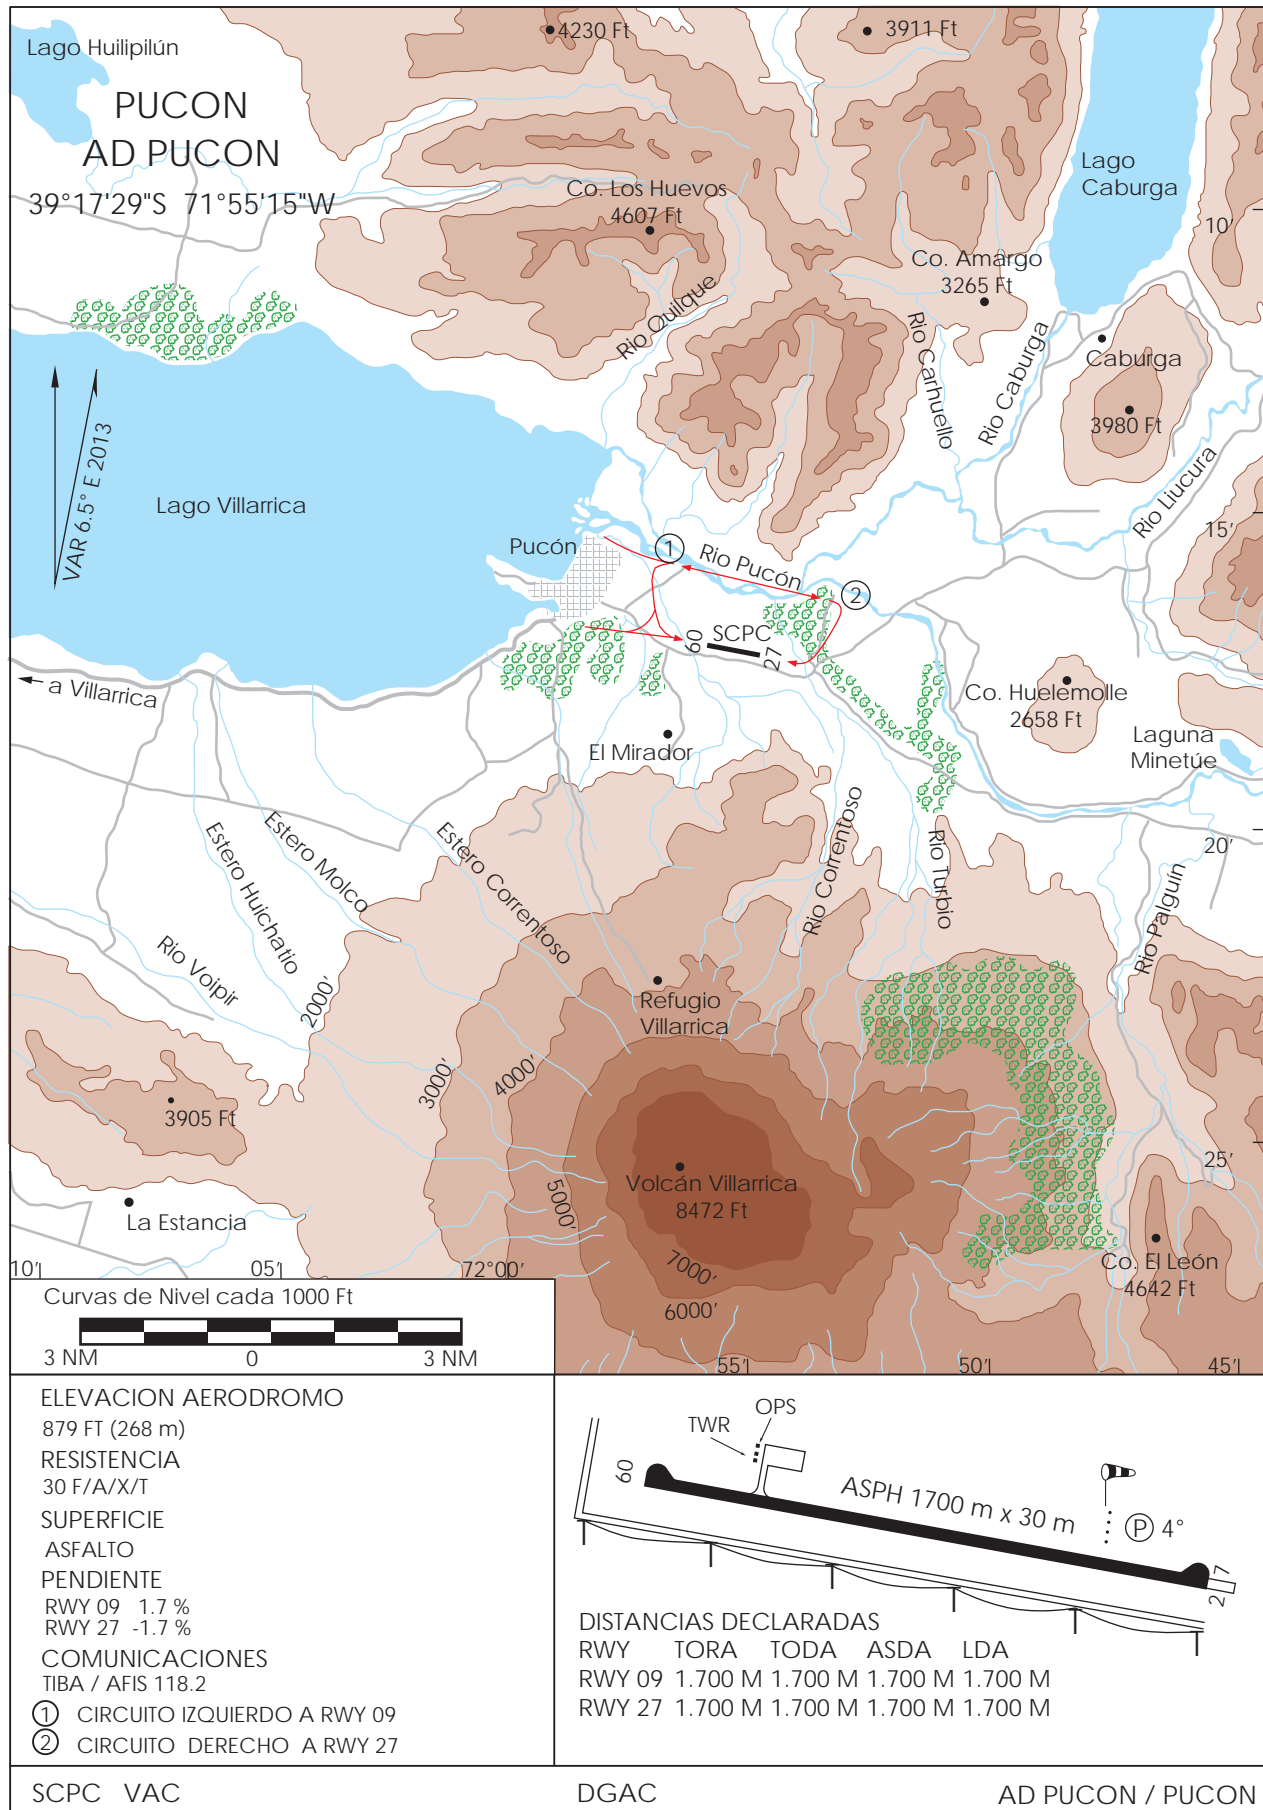 Lago Huilipilún
PUCON
AD PUCON
39°17'29"S 71°55'15"W
4230 Ft
3911 Ft
Lago
Caburga
Co. Los Huevos
4607 Ft
10'
Co. Amargo
3265 Ft
Rio Quilque
Rio Carhuello
Rio Caburga
Caburga
3980 Ft
Rio Liucura
VAR 6.5° E 2013
Lago Villarrica
15'
Pucón
1
Rio Pucón
2
09
SCPC
27
a Villarrica
El Mirador
Co. Huelemolle
2658 Ft
Laguna
Minetúe
20'
Estero Huichatio
Estero Molco
Estero Correntoso
Rio Correntoso
Rio Turbio
Rio Palguín
Rio Voipir
2000'
3000'
4000'
5000'
Refugio
Villarrica
3905 Ft
25'
Volcán Villarrica
8472 Ft
La Estancia
7000'
6000'
Co. El León
4642 Ft
10'
05'
72°00'
55'
50'
45'
Curvas de Nivel cada 1000 Ft
3 NM 0 3 NM
ELEVACION AERODROMO
879 FT (268 m)
RESISTENCIA
30 F/A/X/T
SUPERFICIE
ASFALTO
PENDIENTE
RWY 09 1.7 %
RWY 27 -1.7 %
COMUNICACIONES
TIBA / AFIS 118.2
1 CIRCUITO IZQUIERDO A RWY 09
2 CIRCUITO DERECHO A RWY 27
OPS
TWR
09
ASPH 1700 m x 30 m
P 4°
27
DISTANCIAS DECLARADAS
RWY TORA TODA ASDA LDA
RWY 09 1.700 M 1.700 M 1.700 M 1.700 M
RWY 27 1.700 M 1.700 M 1.700 M 1.700 M
SCPC VAC DGAC AD PUCON / PUCON